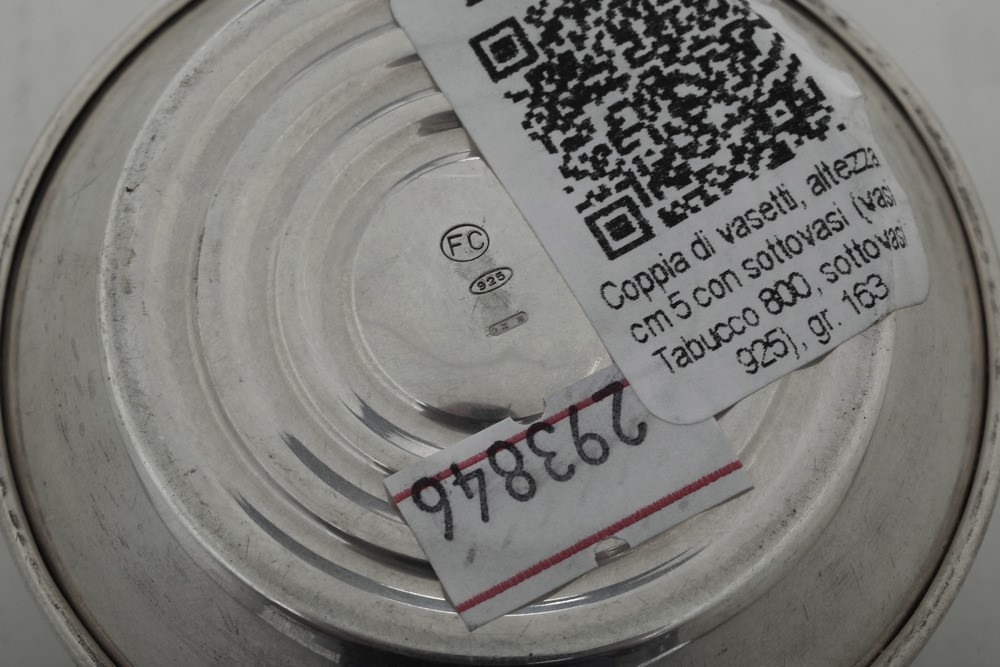 F.C
925
Coppia di vasetti, altezza
cm 5 con sottovasi (vasi
Tabucco 800, sottovasi
925), gr. 163
293846